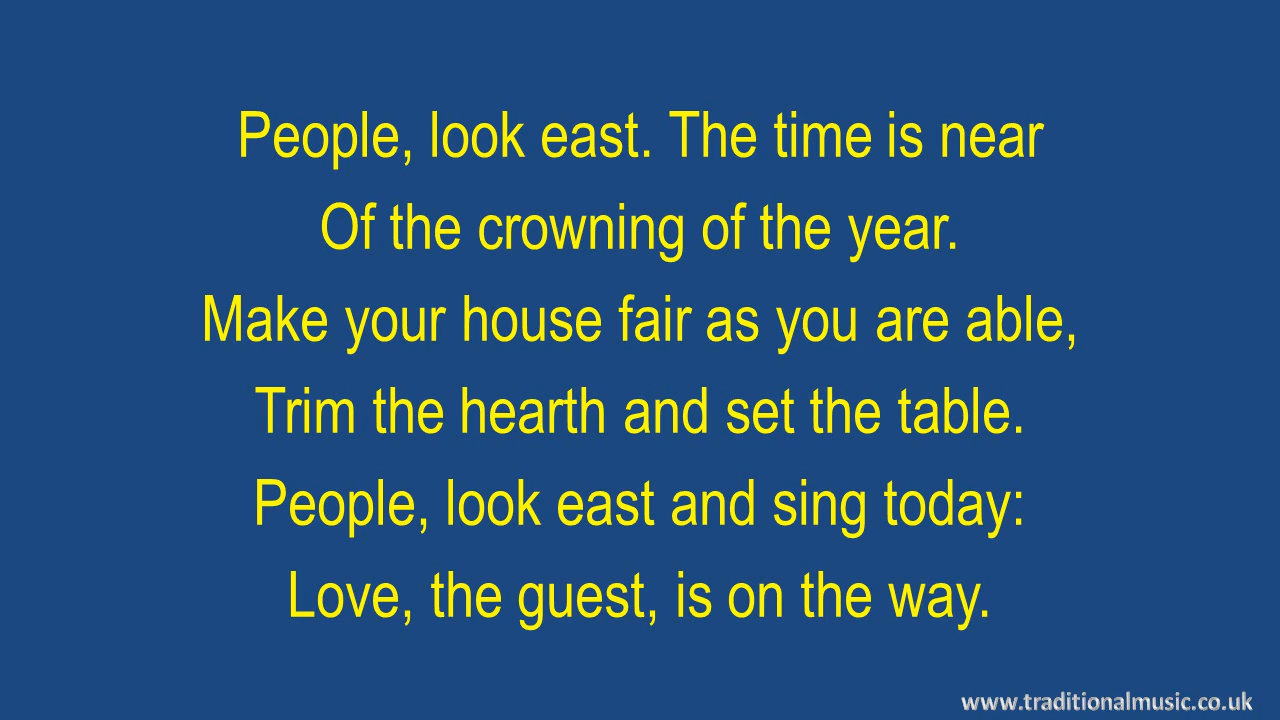 People, look east. The time is near
Of the crowning of the year.
Make your house fair as you are able,
Trim the hearth and set the table.
People, look east and sing today:
Love, the guest, is on the way.
www.traditionalmusic.co.uk